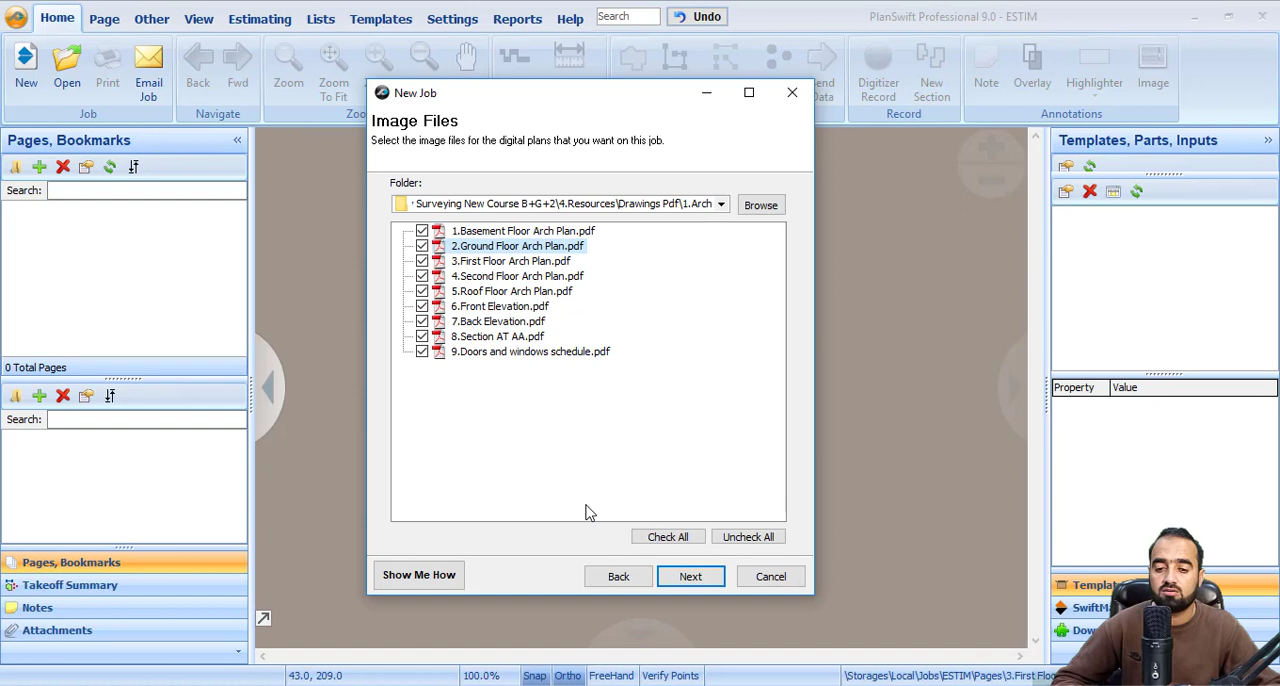 Home Page Other View Estimating Lists Templates Settings Reports Help Search Undo PlanSwift Professional 9.0 - ESTIM
New Open Print Email Job Back Fwd Zoom Zoom To Fit Digitizer Record New Section Note Overlay Highlighter Image
Job Navigate Record Annotations
Pages, Bookmarks
Search:
0 Total Pages
Search:
Pages, Bookmarks
Takeoff Summary
Notes
Attachments
New Job
Image Files
Select the image files for the digital plans that you want on this job.
Folder:
Surveying New Course B+G+2\4.Resources\Drawings Pdf\1.Arch Browse
1.Basement Floor Arch Plan.pdf
2.Ground Floor Arch Plan.pdf
3.First Floor Arch Plan.pdf
4.Second Floor Arch Plan.pdf
5.Roof Floor Arch Plan.pdf
6.Front Elevation.pdf
7.Back Elevation.pdf
8.Section AT AA.pdf
9.Doors and windows schedule.pdf
Check All Uncheck All
Show Me How Back Next Cancel
Templates, Parts, Inputs
Property Value
43.0, 209.0 100.0% Snap Ortho FreeHand Verify Points \Storages\Local\Jobs\ESTIM\Pages\3.First